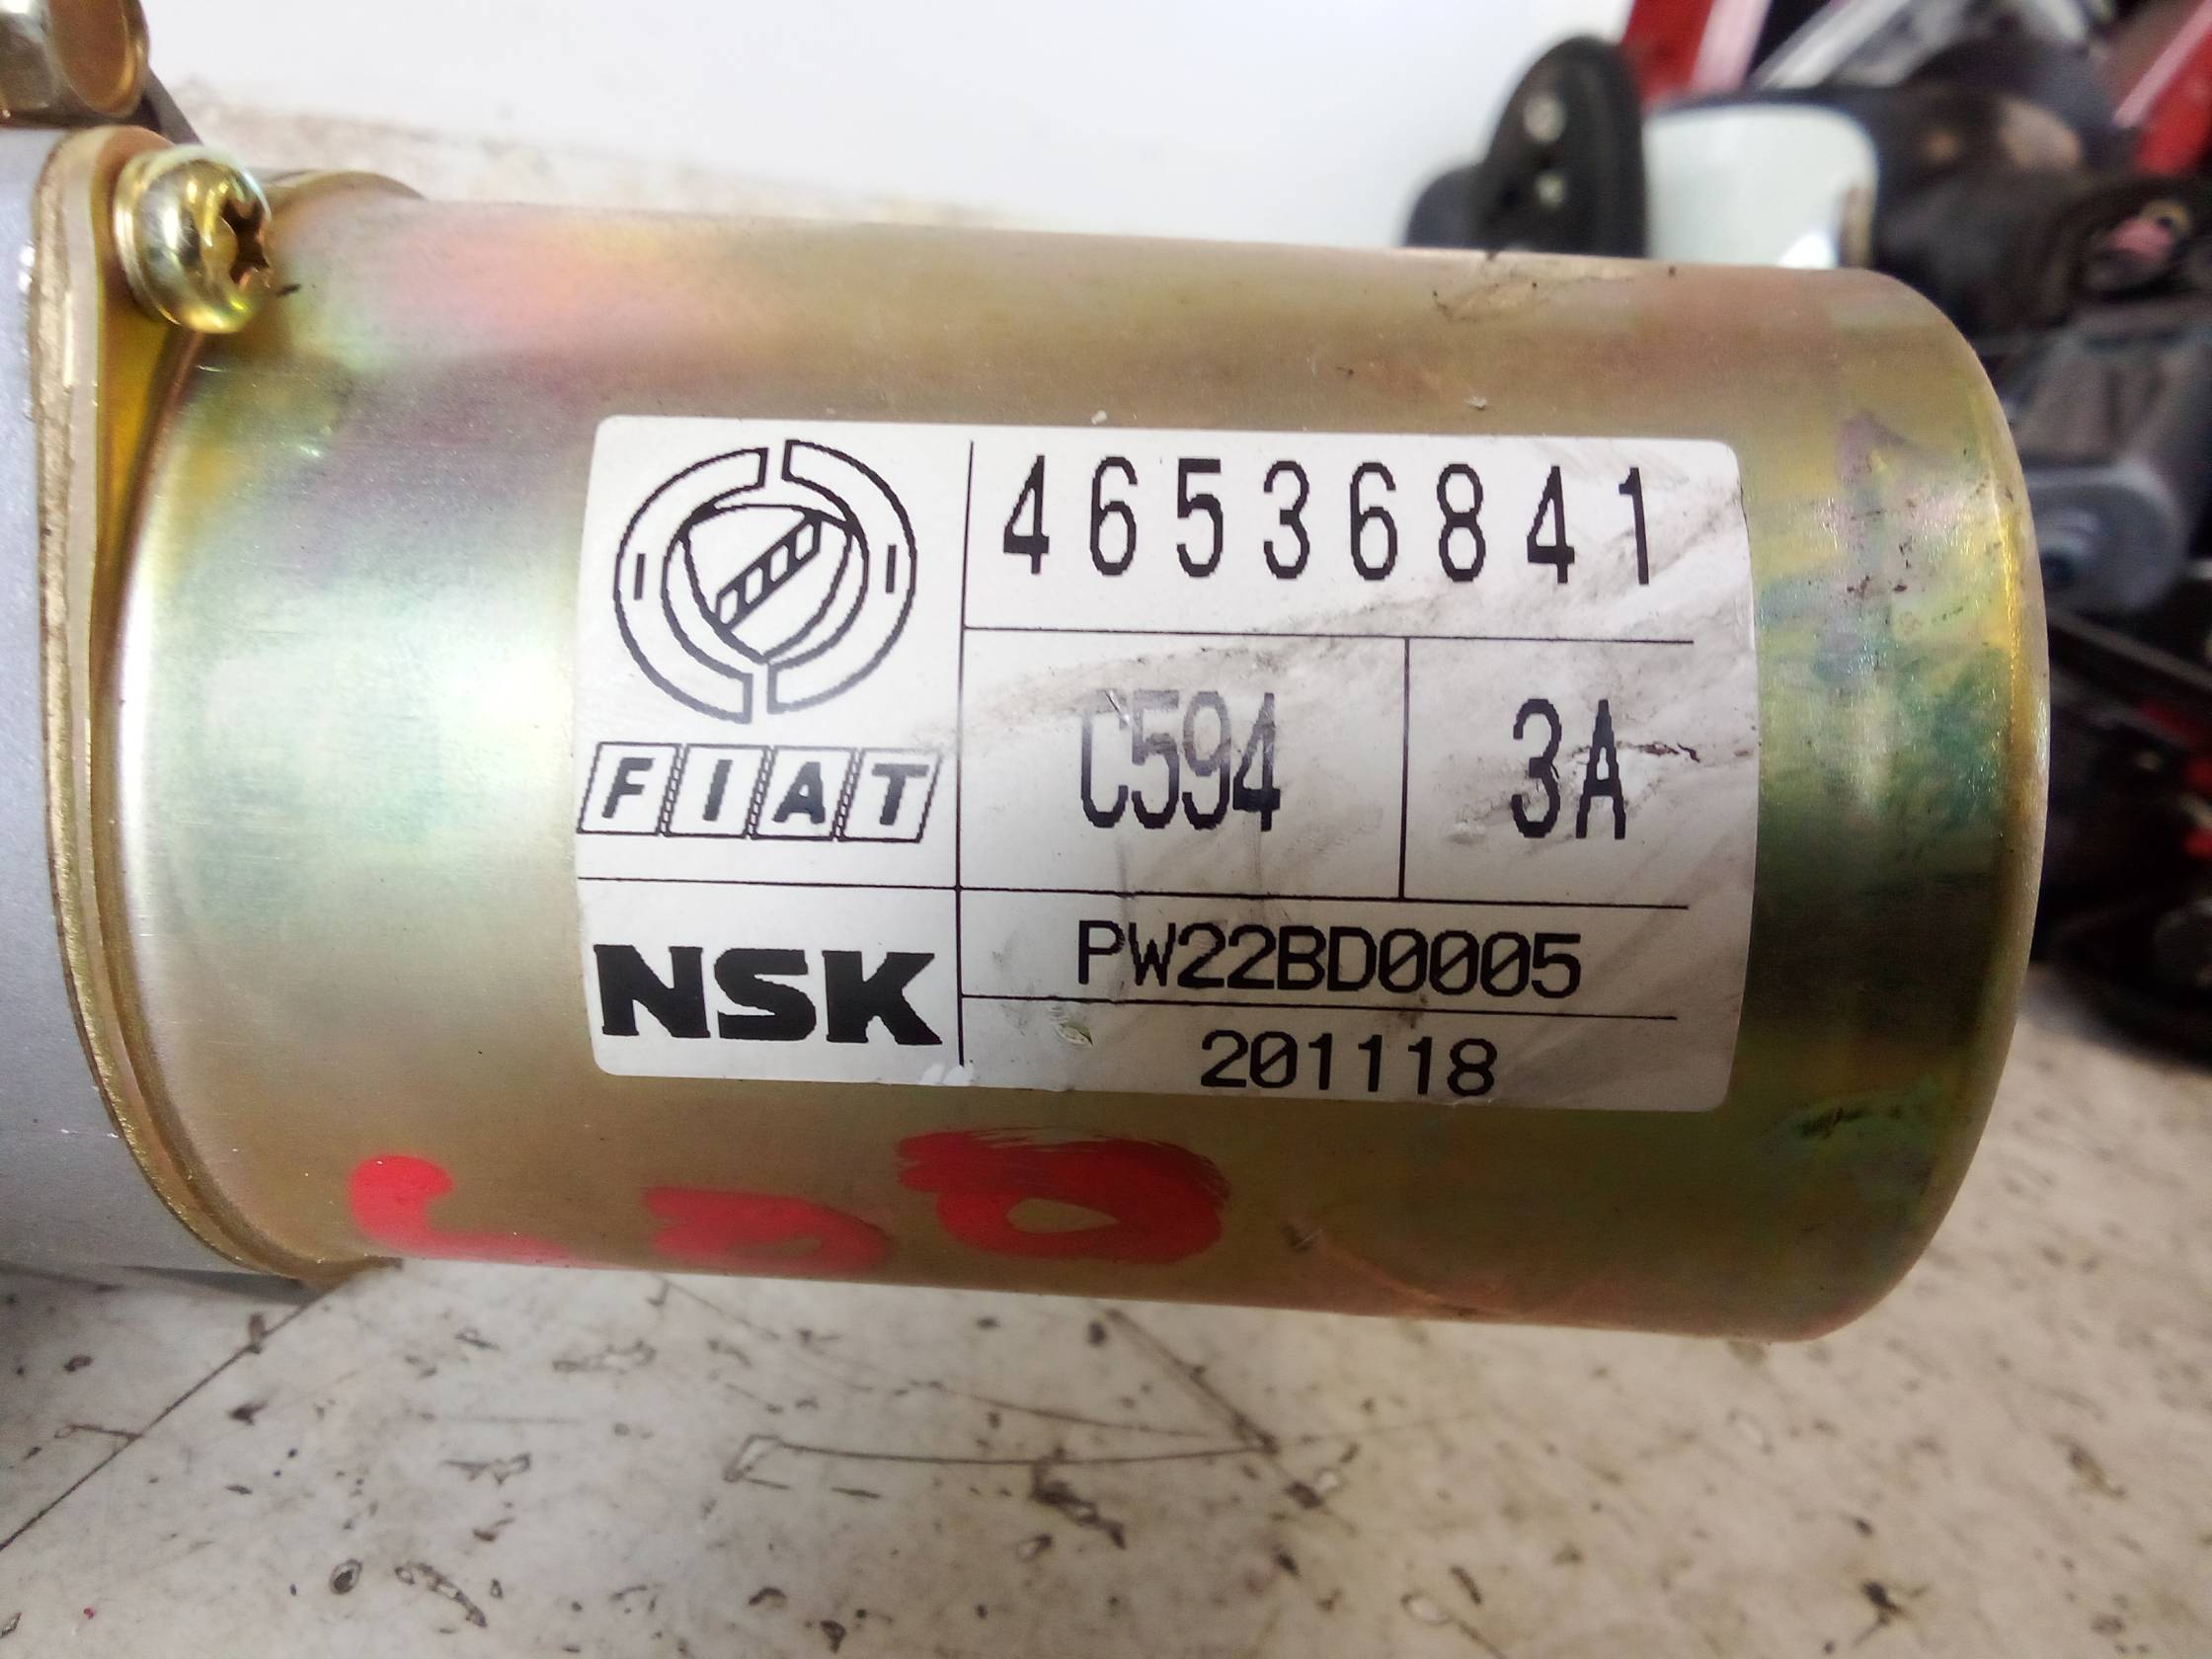 46536841
FIAT
C594 3A
NSK
PW22BD0005
201118